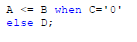 A <= B when C='0'
else D;